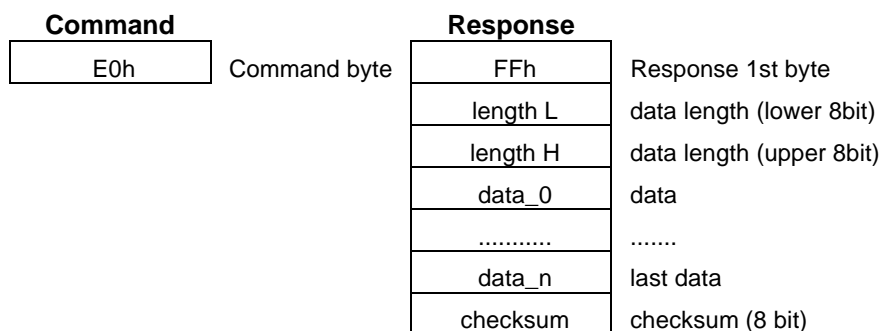 Command Response
E0h Command byte FFh Response 1st byte
length L data length (lower 8bit)
length H data length (upper 8bit)
data_0 data
........... .......
data_n last data
checksum checksum (8 bit)